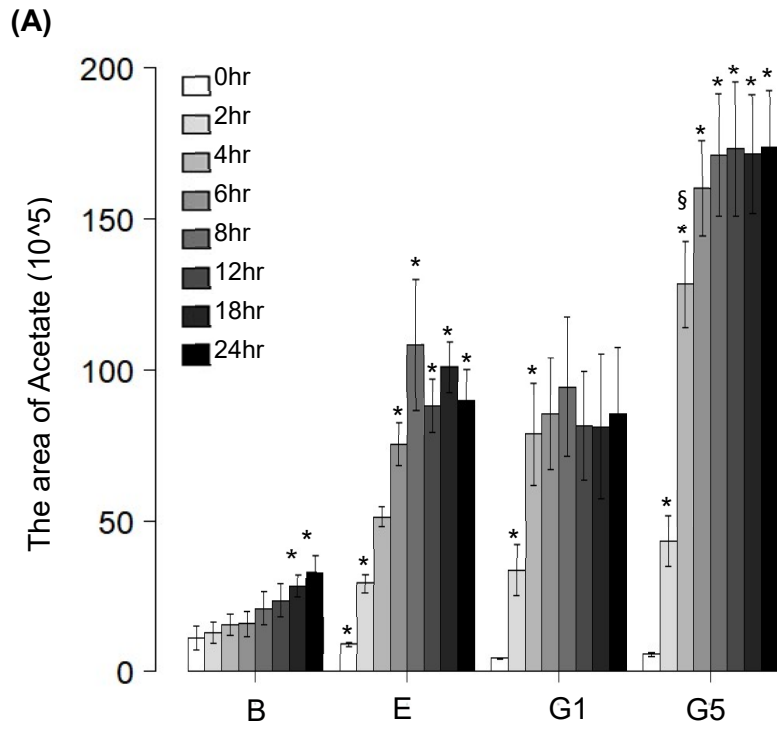 (A)
The area of Acetate (10^5)
200
150
100
50
0
0hr
2hr
4hr
6hr
8hr
12hr
18hr
24hr
* *
* * * * * * *
* *
* § * * * * * *
B E G1 G5